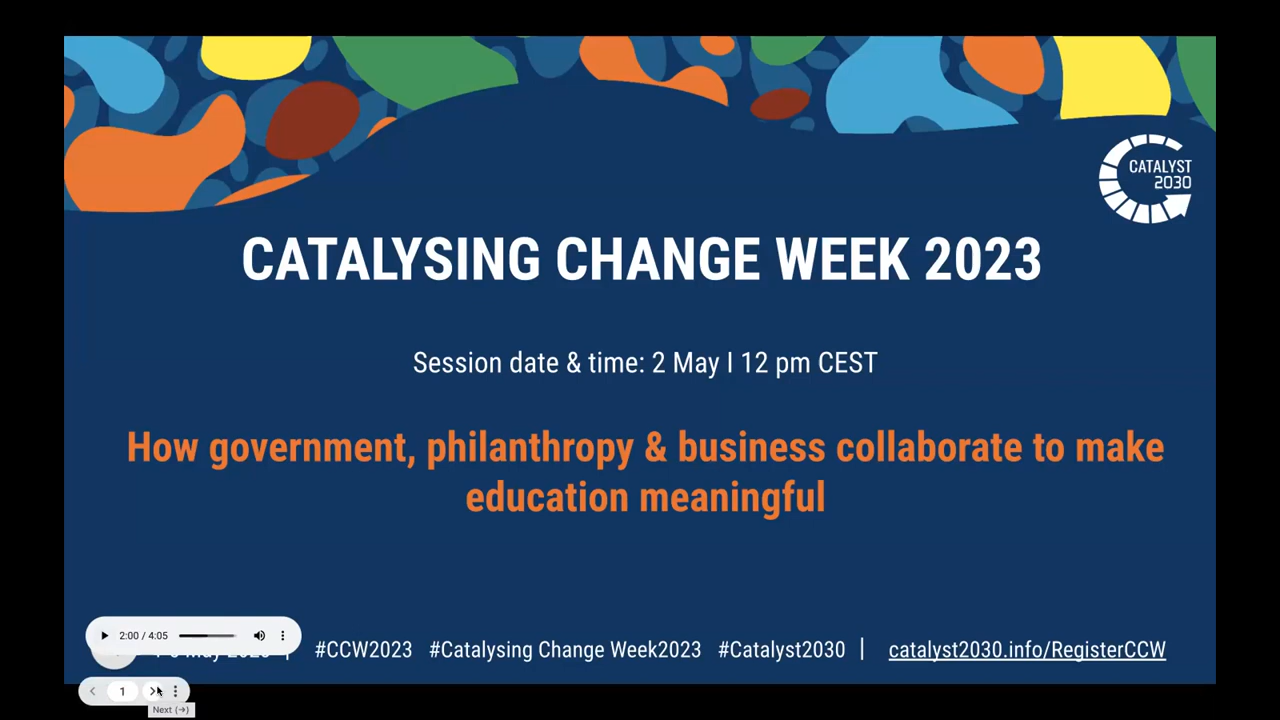 CATALYST
2030
CATALYSING CHANGE WEEK 2023
Session date & time: 2 May I 12 pm CEST
How government, philanthropy & business collaborate to make
education meaningful
2:00 / 4:05
#CCW2023 #Catalysing Change Week2023 #Catalyst2030 | catalyst2030.info/RegisterCCW
1
Next (→)